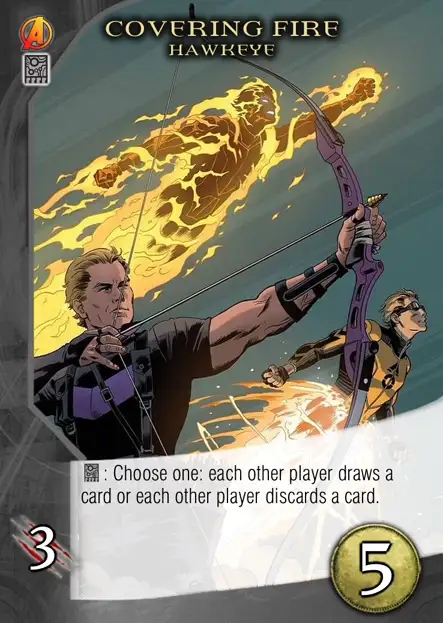 COVERING FIRE
HAWKEYE
: Choose one: each other player draws a
card or each other player discards a card.
3
5